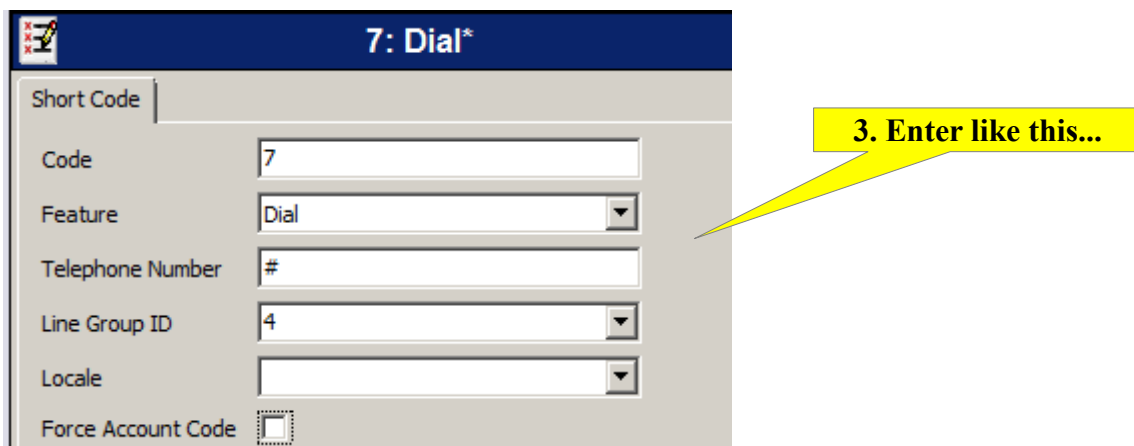 7: Dial*
Short Code
3. Enter like this...
Code 7
Feature Dial
Telephone Number #
Line Group ID 4
Locale
Force Account Code